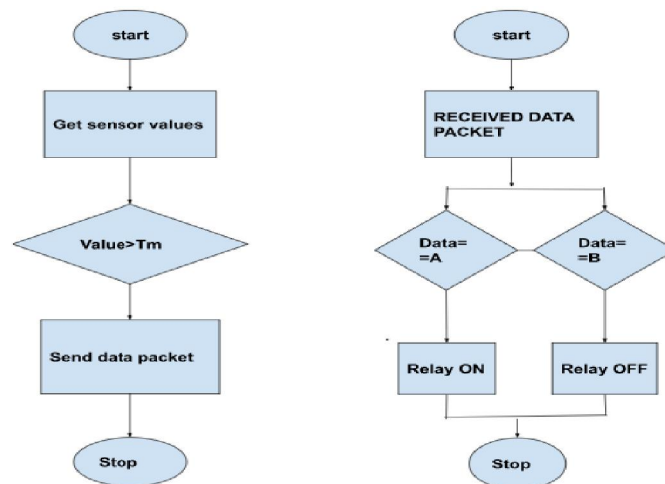 start
Get sensor values
Value>Tm
Send data packet
Stop
start
RECEIVED DATA
PACKET
Data=
=A
Data=
=B
Relay ON
Relay OFF
Stop